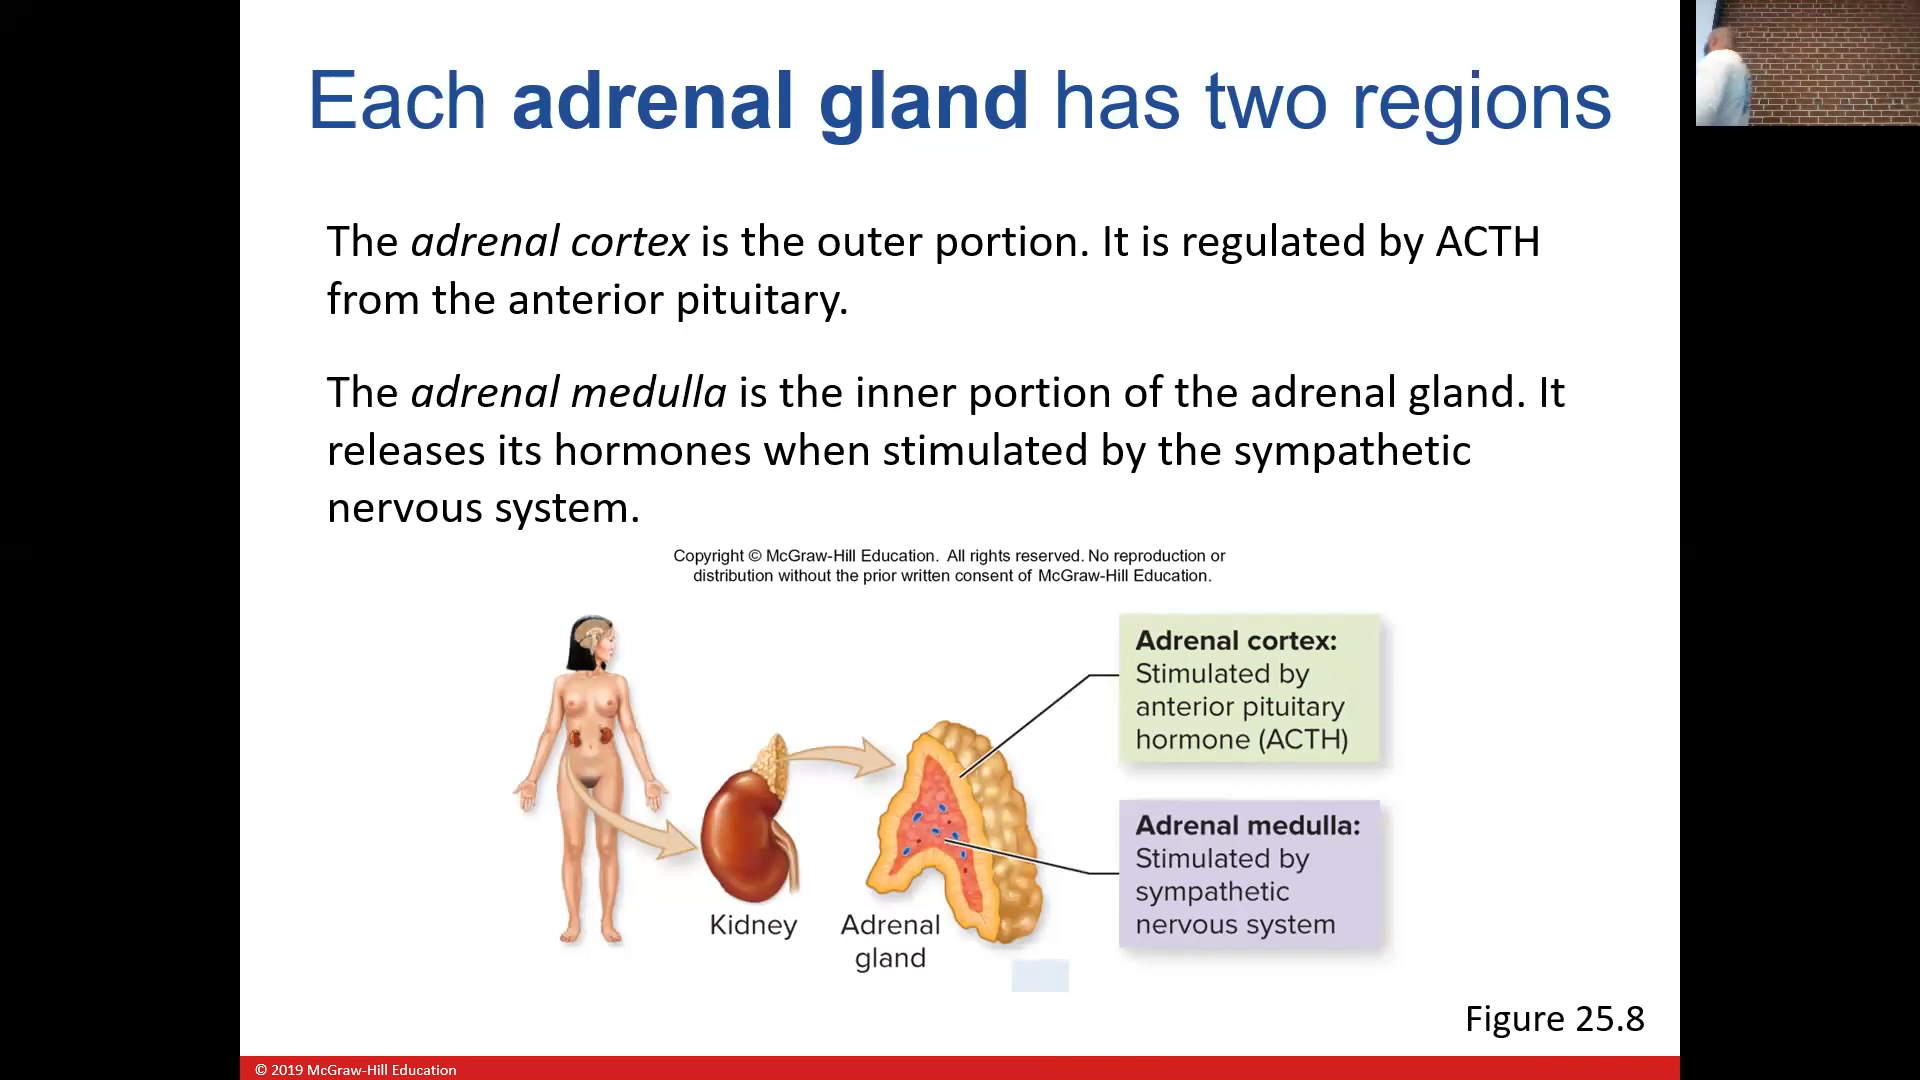 Each adrenal gland has two regions
The adrenal cortex is the outer portion. It is regulated by ACTH
from the anterior pituitary.
The adrenal medulla is the inner portion of the adrenal gland. It
releases its hormones when stimulated by the sympathetic
nervous system.
Copyright © McGraw-Hill Education. All rights reserved. No reproduction or
distribution without the prior written consent of McGraw-Hill Education.
Adrenal cortex:
Stimulated by
anterior pituitary
hormone (ACTH)
Adrenal medulla:
Stimulated by
sympathetic
nervous system
Kidney
Adrenal
gland
Figure 25.8
© 2019 McGraw-Hill Education